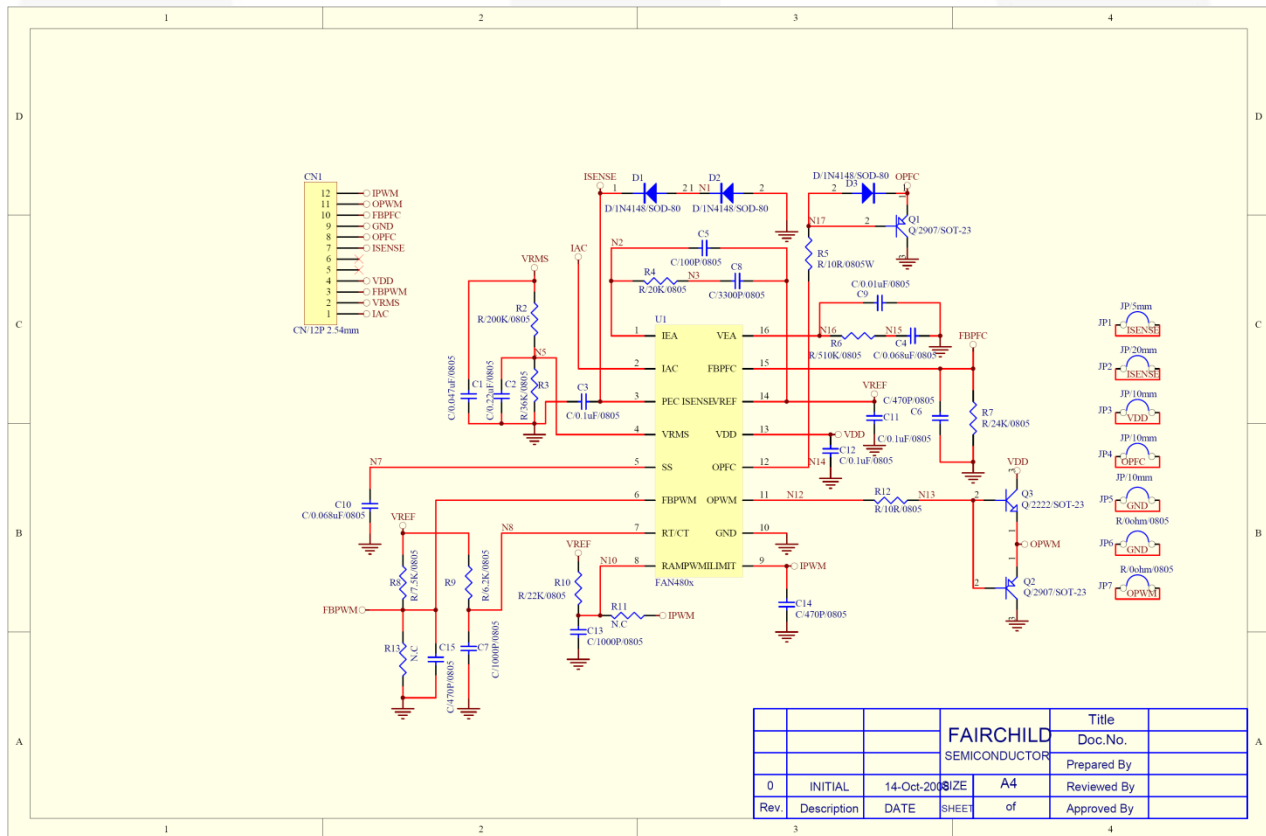 1 2 3 4
D D
C C
B B
A A
1 2 3 4
CN1
12 IPWM
11 OPWM
10 FBPFC
9 GND
8 OPFC
7 ISENSE
6
5
4 VDD
3 FBPWM
2 VRMS
1 IAC
CN/12P 2.54mm
ISENSE
D1
1 2
D/1N4148/SOD-80
N1
D2
1 2
D/1N4148/SOD-80
D/1N4148/SOD-80
D3
2 1
OPFC
N17
2
Q1
Q/2907/SOT-23
3
R5
R/10R/0805W
IAC
N2
C5
C/100P/0805
R4
R/20K/0805
N3
C8
C/3300P/0805
VRMS
R2
R/200K/0805
N5
C1
C/0.047uF/0805
C2
C/0.22uF/0805
R3
R/36K/0805
C3
C/0.1uF/0805
C/0.01uF/0805
C9
N16
R6
R/510K/0805
N15
C4
C/0.068uF/0805
FBPFC
U1
1 IEA VEA 16
2 IAC FBPFC 15
3 PEC ISENSEVREF 14
4 VRMS VDD 13
5 SS OPFC 12
6 FBPWM OPWM 11
7 RT/CT GND 10
8 RAMPWMILIMIT 9
FAN480x
VREF
C11
C/0.1uF/0805
C/470P/0805
C6
R7
R/24K/0805
VDD
C12
C/0.1uF/0805
N14
N7
C10
C/0.068uF/0805
VREF
R8
R/7.5K/0805
R9
R/6.2K/0805
N8
FBPWM
R13
N.C
C15
C/470P/0805
C7
C/1000P/0805
VREF
R10
R/22K/0805
N10
R11
N.C
IPWM
C13
C/1000P/0805
IPWM
C14
C/470P/0805
N12
R12
R/10R/0805
N13
VDD
3
2
Q3
Q/2222/SOT-23
1
OPWM
1
2
Q2
Q/2907/SOT-23
3
JP/5mm
JP1
ISENSE
JP/20mm
JP2
ISENSE
JP/10mm
JP3
VDD
JP/10mm
JP4
OPFC
JP/10mm
JP5
GND
R/0ohm/0805
JP6
GND
R/0ohm/0805
JP7
OPWM
FAIRCHILD
SEMICONDUCTOR
Title
Doc.No.
Prepared By
0 INITIAL 14-Oct-2008 SIZE A4 Reviewed By
Rev. Description DATE SHEET of Approved By